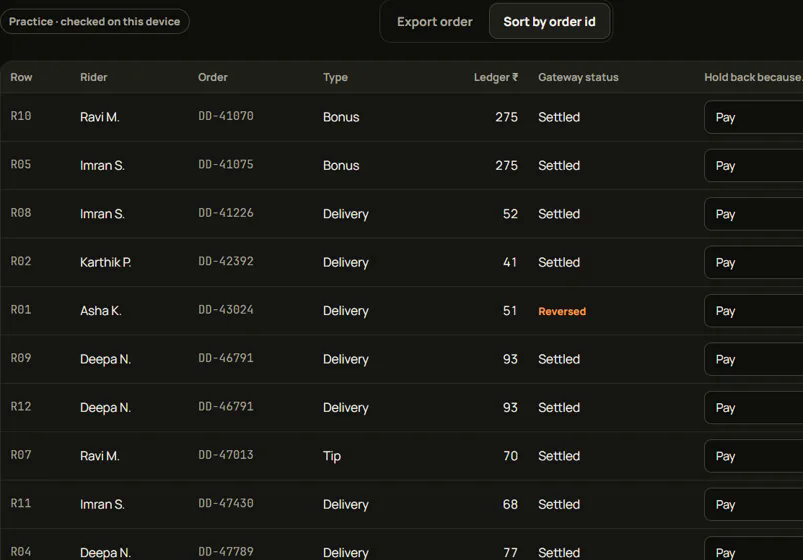 Practice · checked on this device
Export order
Sort by order id
Row Rider Order Type Ledger ₹ Gateway status Hold back because
R10 Ravi M. DD-41070 Bonus 275 Settled Pay
R05 Imran S. DD-41075 Bonus 275 Settled Pay
R08 Imran S. DD-41226 Delivery 52 Settled Pay
R02 Karthik P. DD-42392 Delivery 41 Settled Pay
R01 Asha K. DD-43024 Delivery 51 Reversed Pay
R09 Deepa N. DD-46791 Delivery 93 Settled Pay
R12 Deepa N. DD-46791 Delivery 93 Settled Pay
R07 Ravi M. DD-47013 Tip 70 Settled Pay
R11 Imran S. DD-47430 Delivery 68 Settled Pay
R04 Deepa N. DD-47789 Delivery 77 Settled Pay